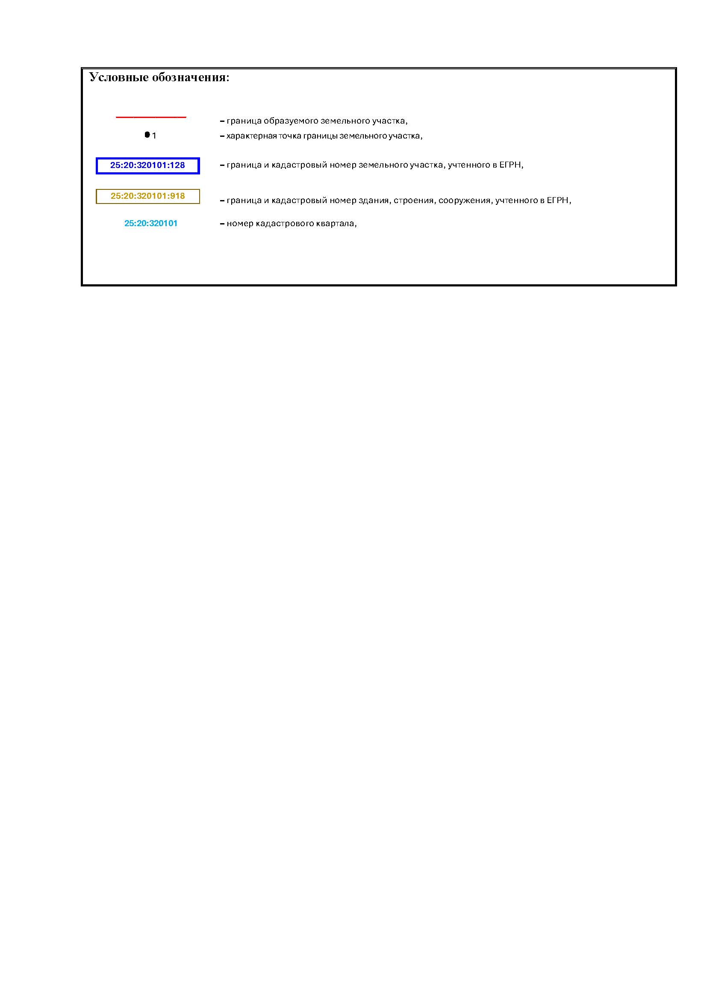 Условные обозначения:
– граница образуемого земельного участка,
1 – характерная точка границы земельного участка,
25:20:320101:128 – граница и кадастровый номер земельного участка, учтенного в ЕГРН,
25:20:320101:918 – граница и кадастровый номер здания, строения, сооружения, учтенного в ЕГРН,
25:20:320101 – номер кадастрового квартала,